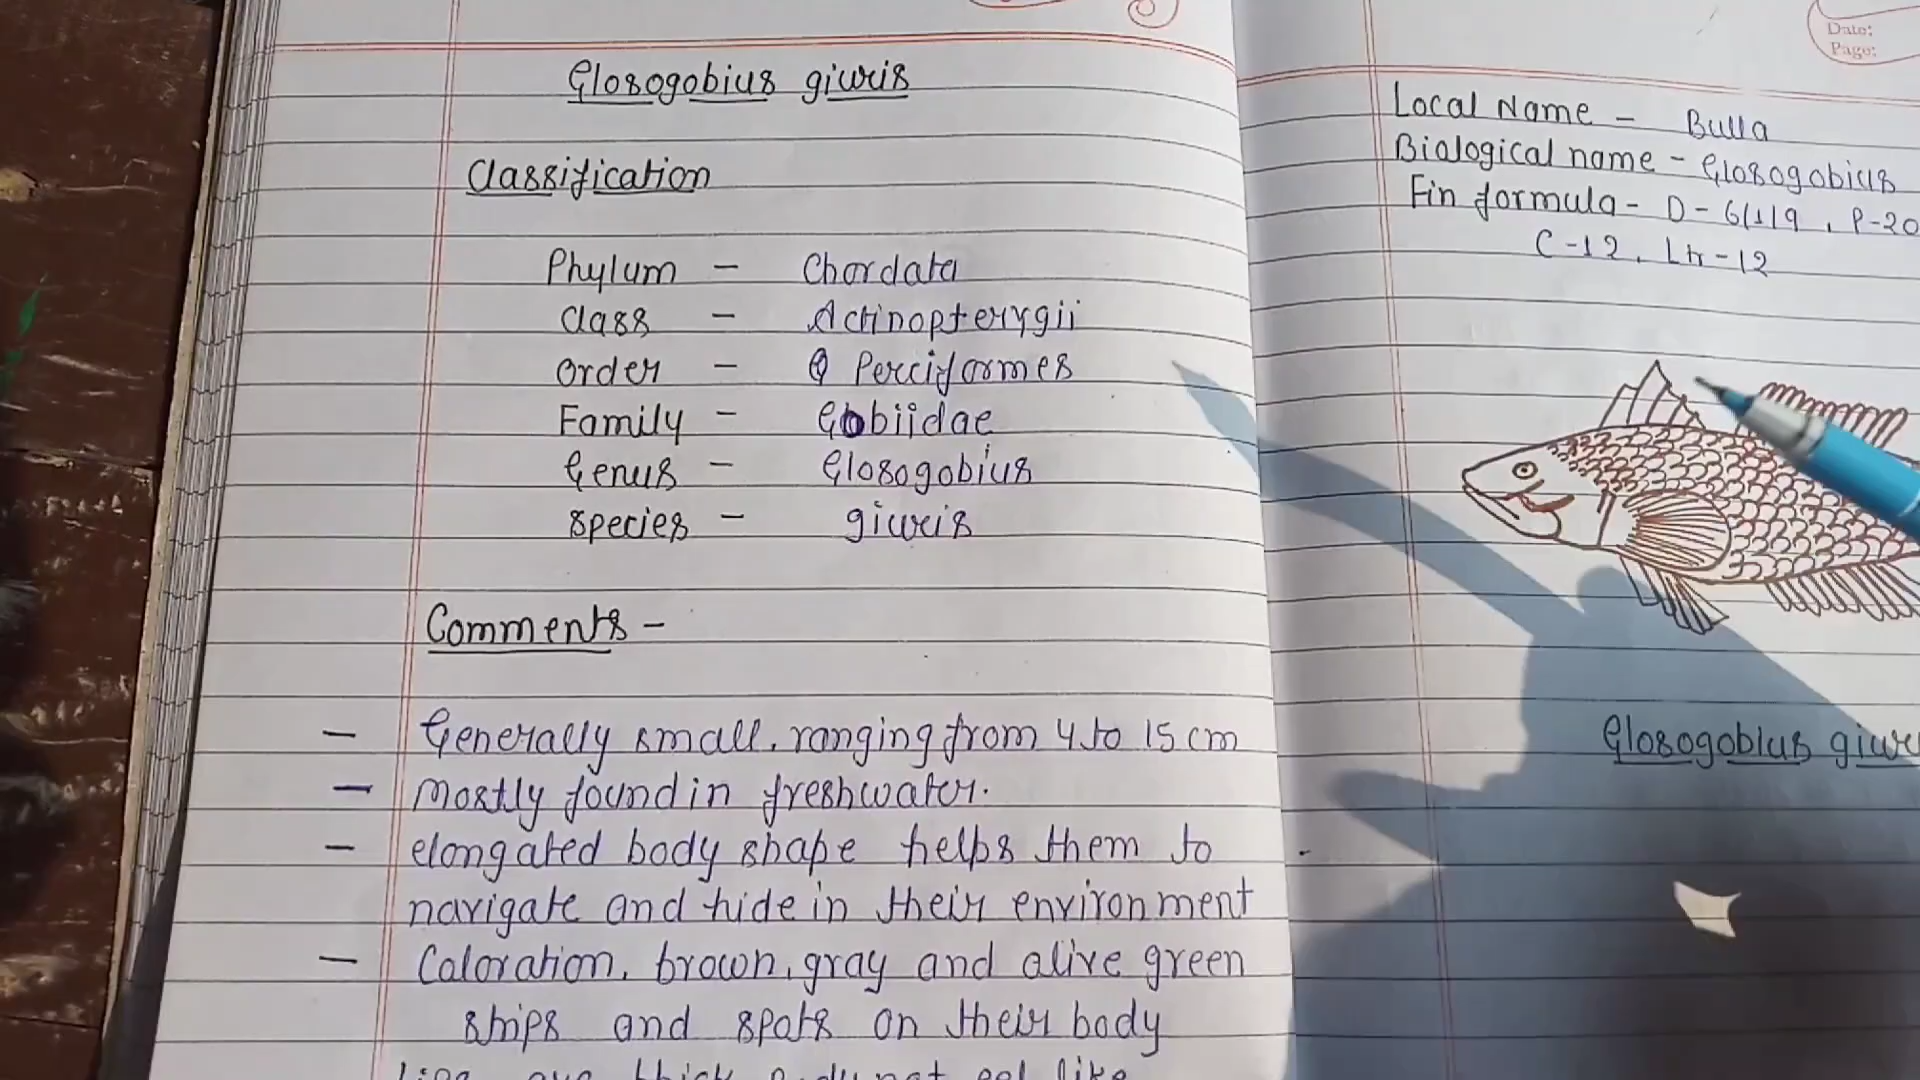 Glosogobius giuris
Classification
Phylum - Chordata
Class - Actinopterygii
Order - Perciformes
Family - Gobiidae
Genus - Glosogobius
Species - giuris
Comments -
- Generally small, ranging from 4 to 15 cm
- mostly found in freshwater.
- elongated body shape helps them to
navigate and hide in their environment
- Coloration, brown, gray and olive green
strips and spots on their body
Date:
Page:
Local Name - Bulla
Biological name - Glosogobius
Fin formula - D - 6/1/9, P-20
C-12, Ltr-12
Glosogobius giur